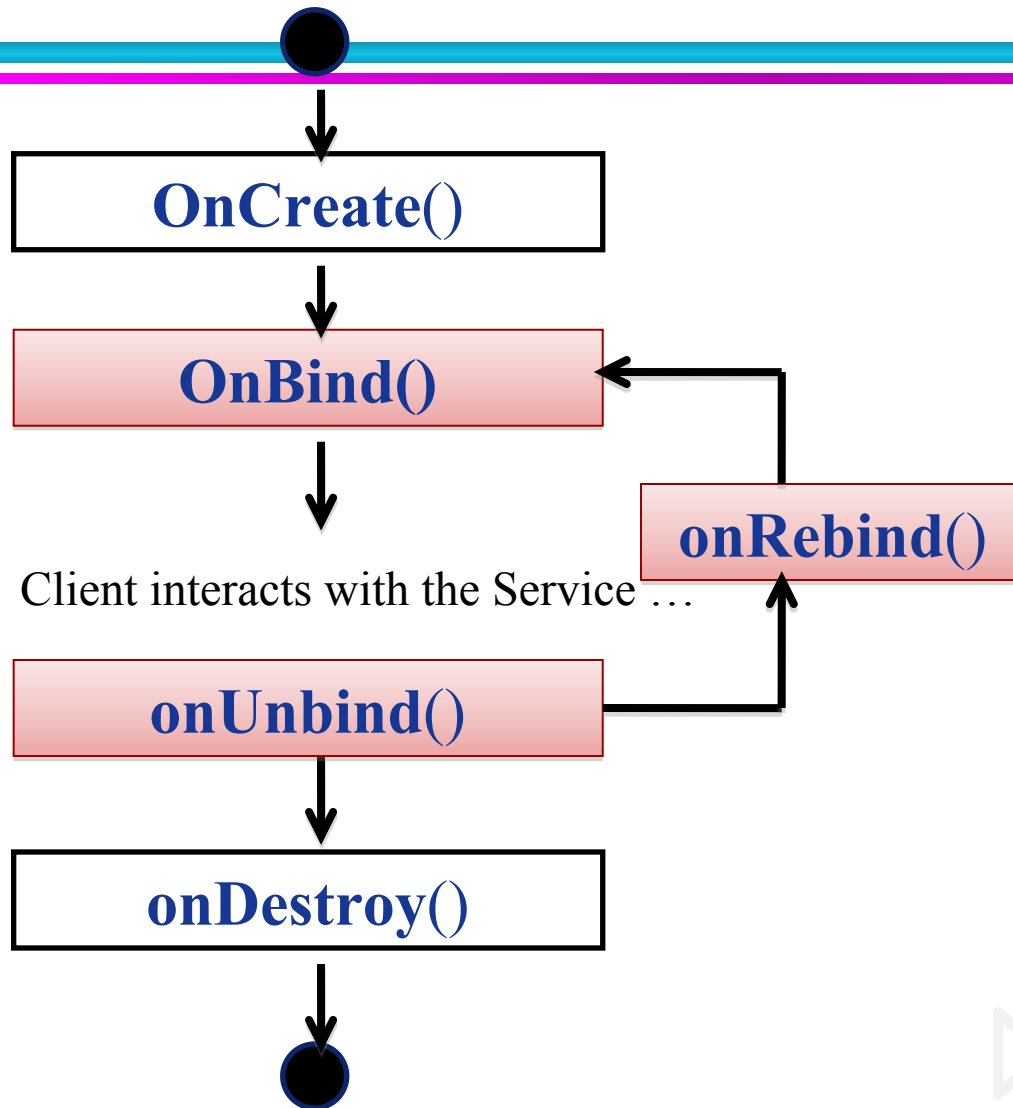 OnCreate()
OnBind()
onRebind()
Client interacts with the Service …
onUnbind()
onDestroy()